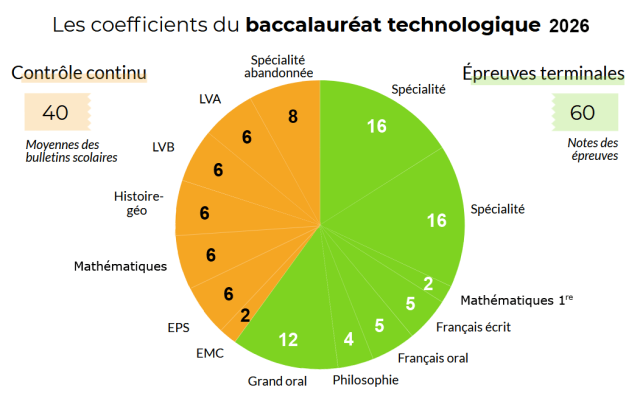 Les coefficients du baccalauréat technologique 2026
Contrôle continu
40
Moyennes des
bulletins scolaires
Épreuves terminales
60
Notes des
épreuves
Spécialité
abandonnée
8
LVA
6
LVB
6
Histoire-
géo
6
Mathématiques
6
EPS
6
EMC
2
Spécialité
16
Spécialité
16
Mathématiques 1re
2
Français écrit
5
Français oral
5
Philosophie
4
Grand oral
12